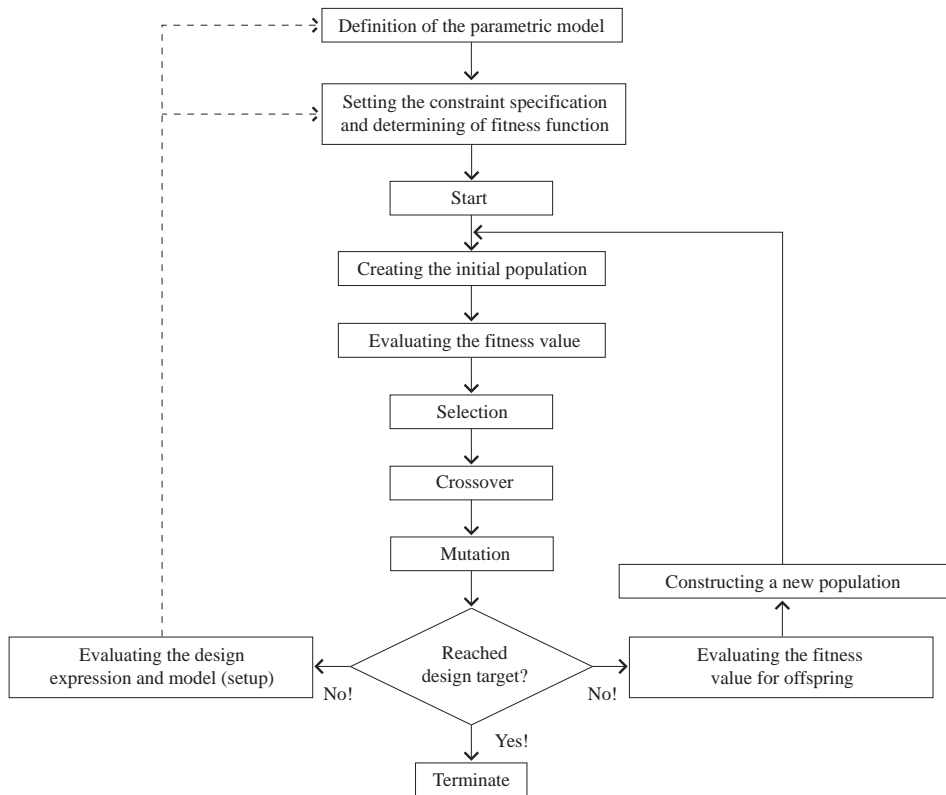 Definition of the parametric model
Setting the constraint specification
and determining of fitness function
Start
Creating the initial population
Evaluating the fitness value
Selection
Crossover
Mutation
Constructing a new population
Reached
design target?
Evaluating the design
expression and model (setup)
Evaluating the fitness
value for offspring
No!
No!
Yes!
Terminate